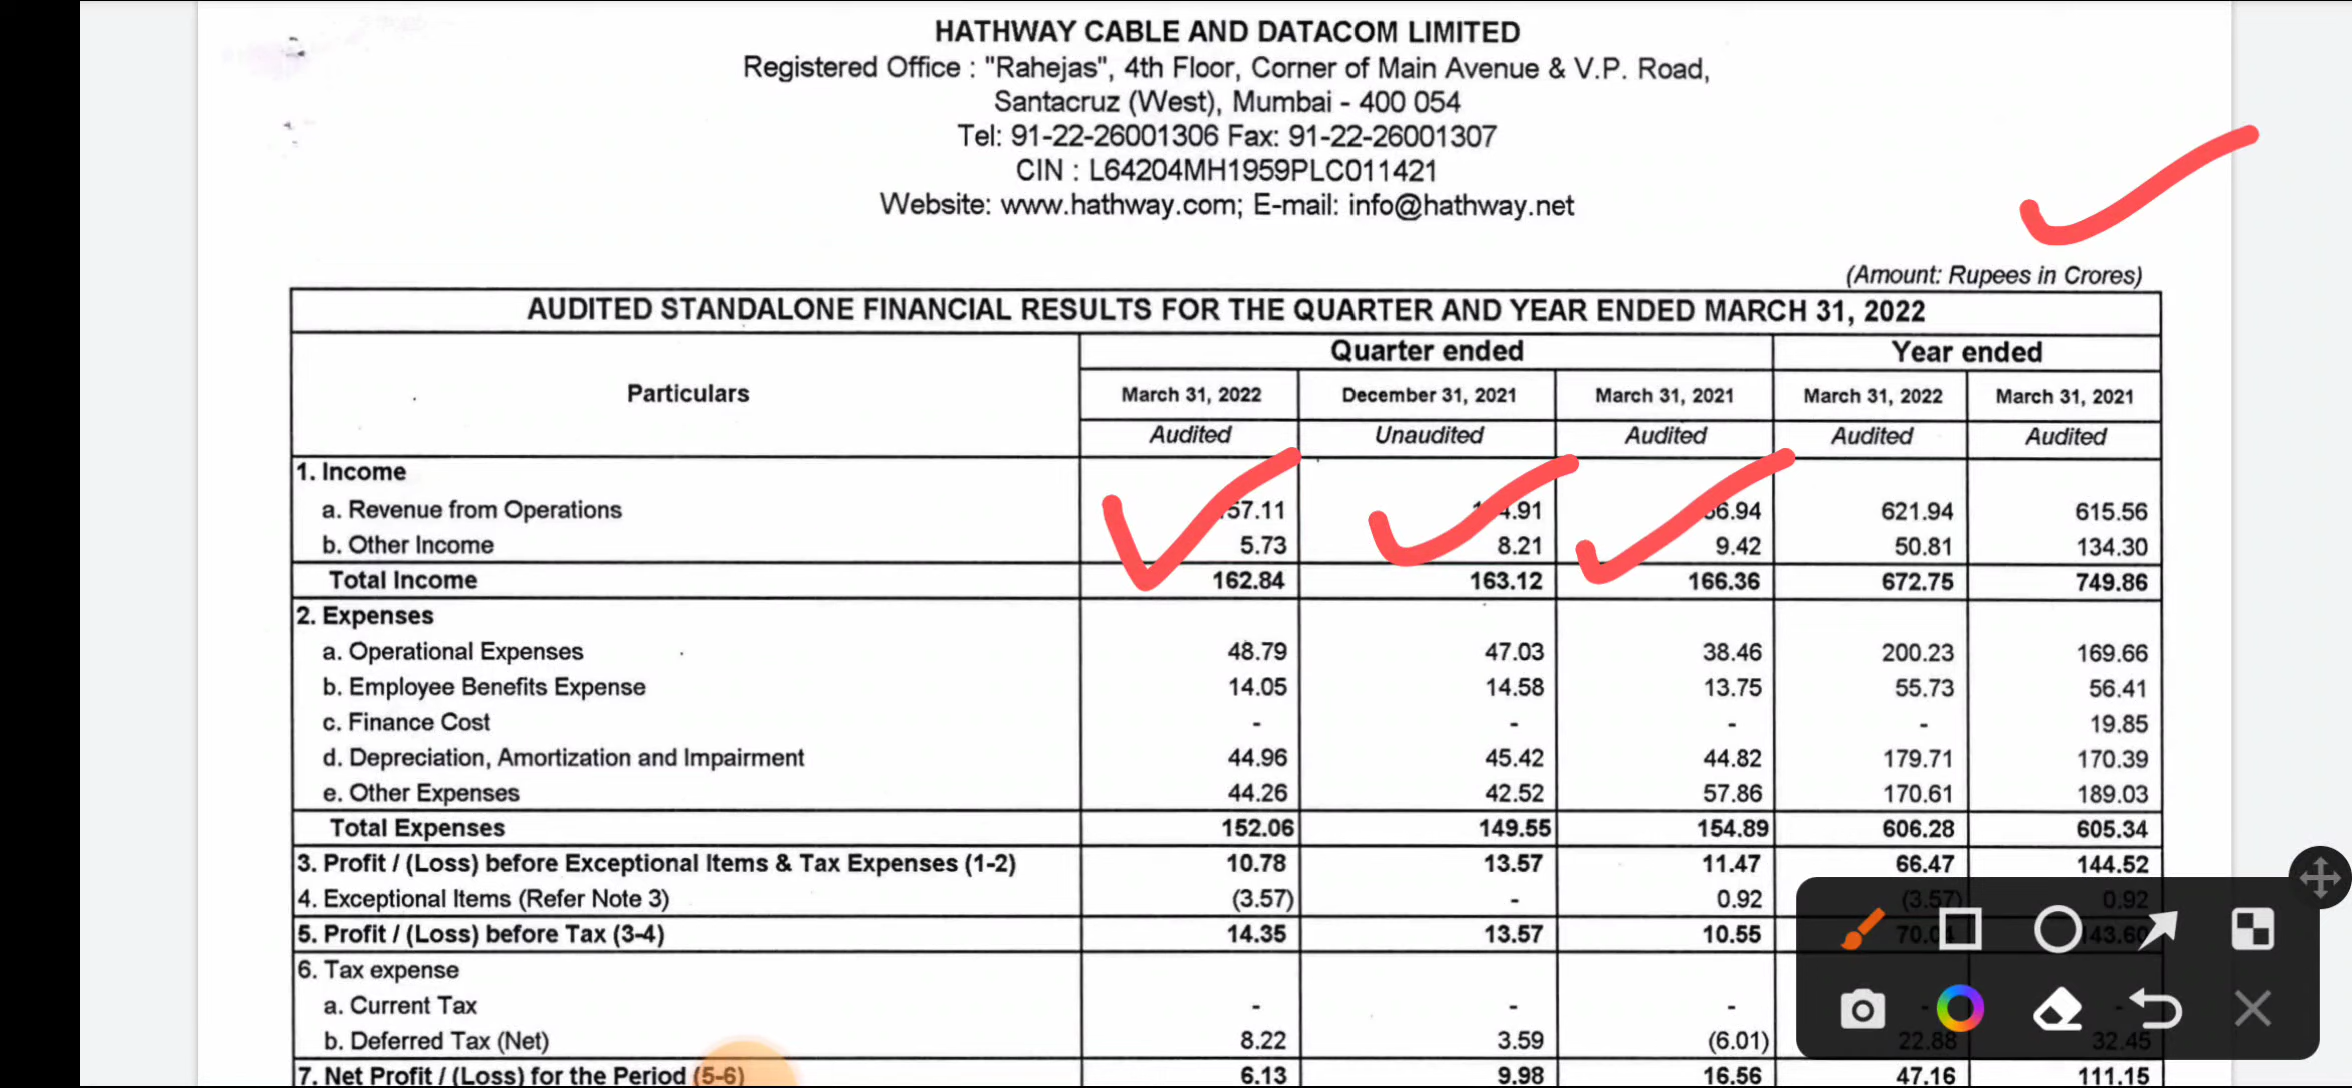 HATHWAY CABLE AND DATACOM LIMITED
Registered Office : "Rahejas", 4th Floor, Corner of Main Avenue & V.P. Road,
Santacruz (West), Mumbai - 400 054
Tel: 91-22-26001306 Fax: 91-22-26001307
CIN : L64204MH1959PLC011421
Website: www.hathway.com; E-mail: info@hathway.net
(Amount: Rupees in Crores)
AUDITED STANDALONE FINANCIAL RESULTS FOR THE QUARTER AND YEAR ENDED MARCH 31, 2022
Quarter ended Year ended
Particulars March 31, 2022 December 31, 2021 March 31, 2021 March 31, 2022 March 31, 2021
Audited Unaudited Audited Audited Audited
1. Income
a. Revenue from Operations 621.94 615.56
b. Other Income 5.73 8.21 9.42 50.81 134.30
Total Income 162.84 163.12 166.36 672.75 749.86
2. Expenses
a. Operational Expenses 48.79 47.03 38.46 200.23 169.66
b. Employee Benefits Expense 14.05 14.58 13.75 55.73 56.41
c. Finance Cost - - - - 19.85
d. Depreciation, Amortization and Impairment 44.96 45.42 44.82 179.71 170.39
e. Other Expenses 44.26 42.52 57.86 170.61 189.03
Total Expenses 152.06 149.55 154.89 606.28 605.34
3. Profit / (Loss) before Exceptional Items & Tax Expenses (1-2) 10.78 13.57 11.47 66.47 144.52
4. Exceptional Items (Refer Note 3) (3.57) - 0.92 (3.57) 0.92
5. Profit / (Loss) before Tax (3-4) 14.35 13.57 10.55
6. Tax expense
a. Current Tax - - - - -
b. Deferred Tax (Net) 8.22 3.59 (6.01) 22.88 32.45
7. Net Profit / (Loss) for the Period (5-6) 6.13 9.98 16.56 47.16 111.15